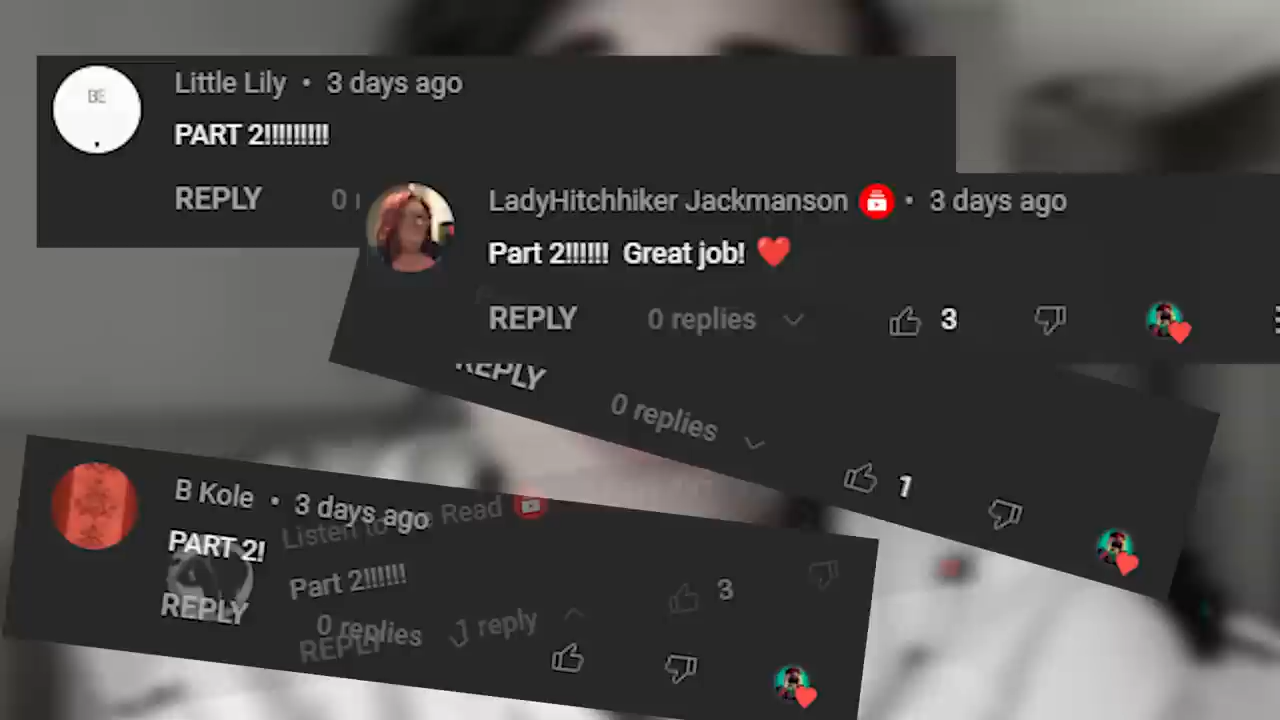 BE
Little Lily • 3 days ago
PART 2!!!!!!!!!
REPLY 0
LadyHitchhiker Jackmanson • 3 days ago
Part 2!!!!!! Great job! ❤️
REPLY 0 replies 3
REPLY
0 replies
1
B Kole • 3 days ago
PART 2!
REPLY
0 replies
Listen to Read
Part 2!!!!!!
3
1 reply
REPLY